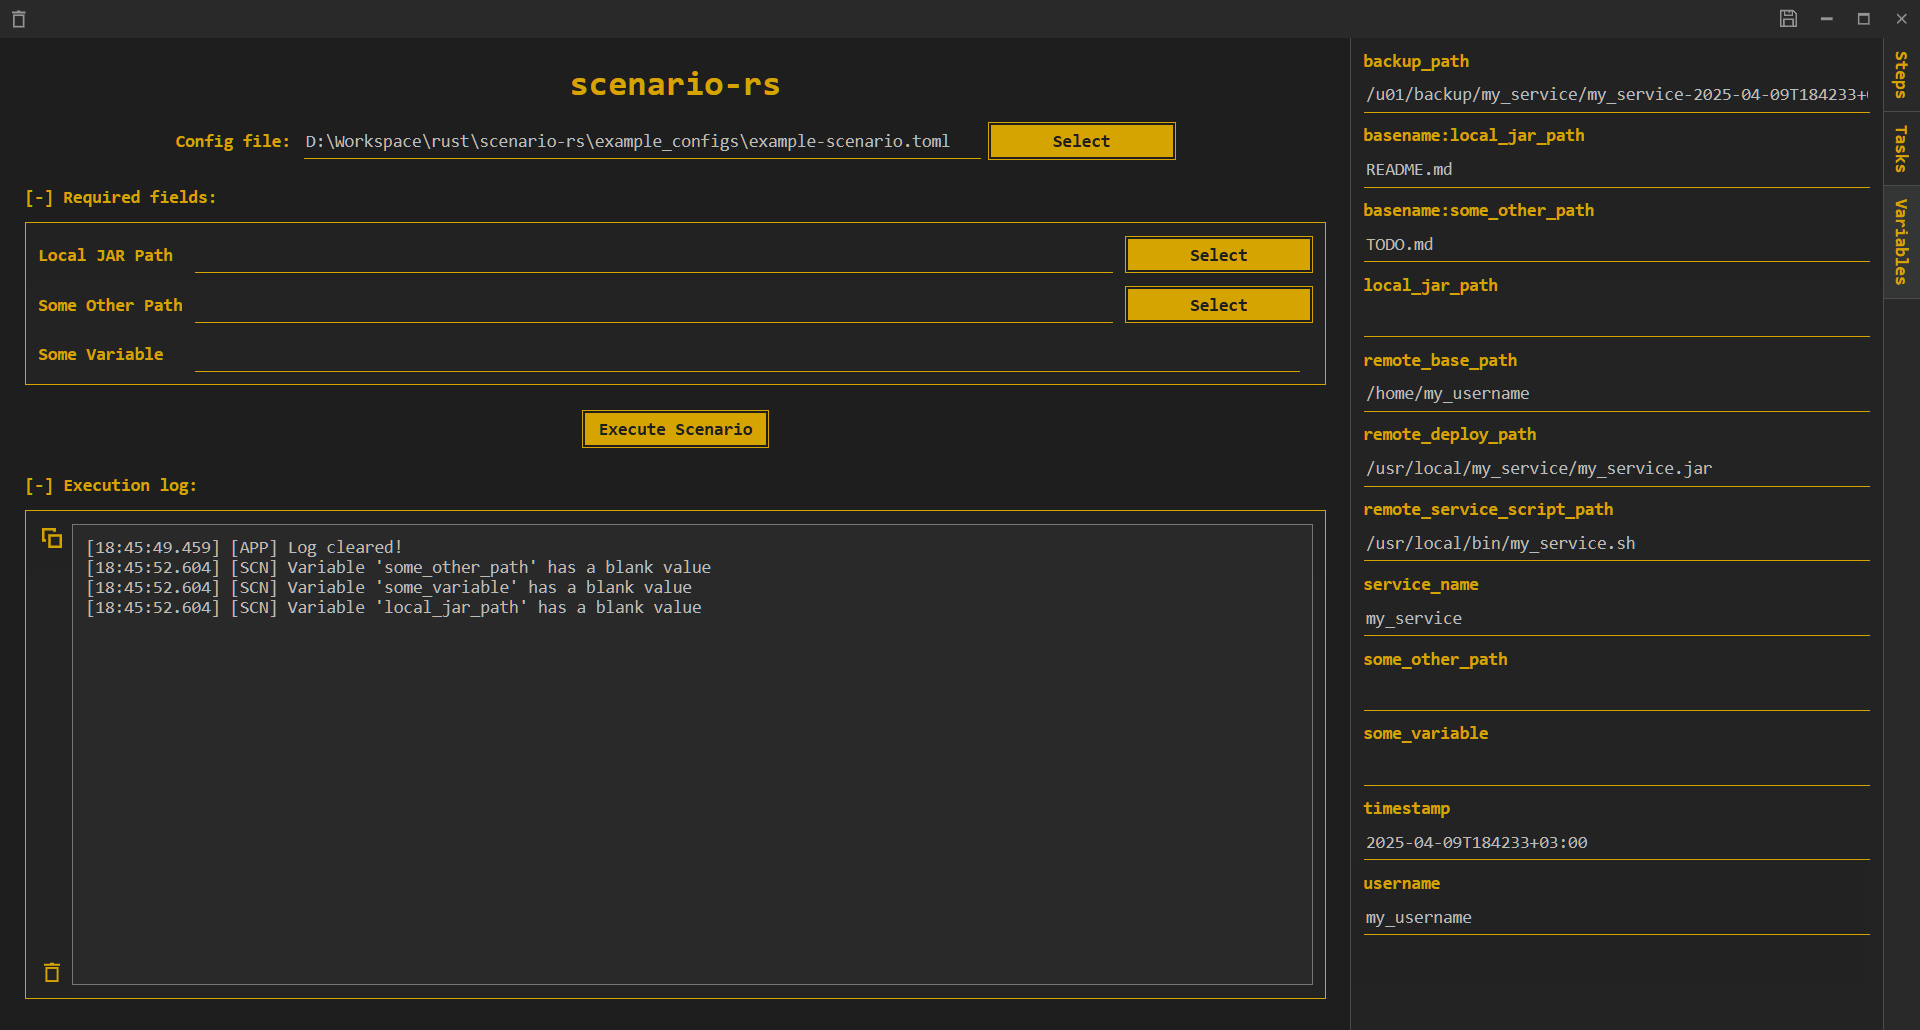 scenario-rs
Config file: D:\Workspace\rust\scenario-rs\example_configs\example-scenario.toml Select
[-] Required fields:
Local JAR Path Select
Some Other Path Select
Some Variable
Execute Scenario
[-] Execution log:
[18:45:49.459] [APP] Log cleared!
[18:45:52.604] [SCN] Variable 'some_other_path' has a blank value
[18:45:52.604] [SCN] Variable 'some_variable' has a blank value
[18:45:52.604] [SCN] Variable 'local_jar_path' has a blank value
backup_path
/u01/backup/my_service/my_service-2025-04-09T184233+
basename:local_jar_path
README.md
basename:some_other_path
TODO.md
local_jar_path
remote_base_path
/home/my_username
remote_deploy_path
/usr/local/my_service/my_service.jar
remote_service_script_path
/usr/local/bin/my_service.sh
service_name
my_service
some_other_path
some_variable
timestamp
2025-04-09T184233+03:00
username
my_username
Steps
Tasks
Variables